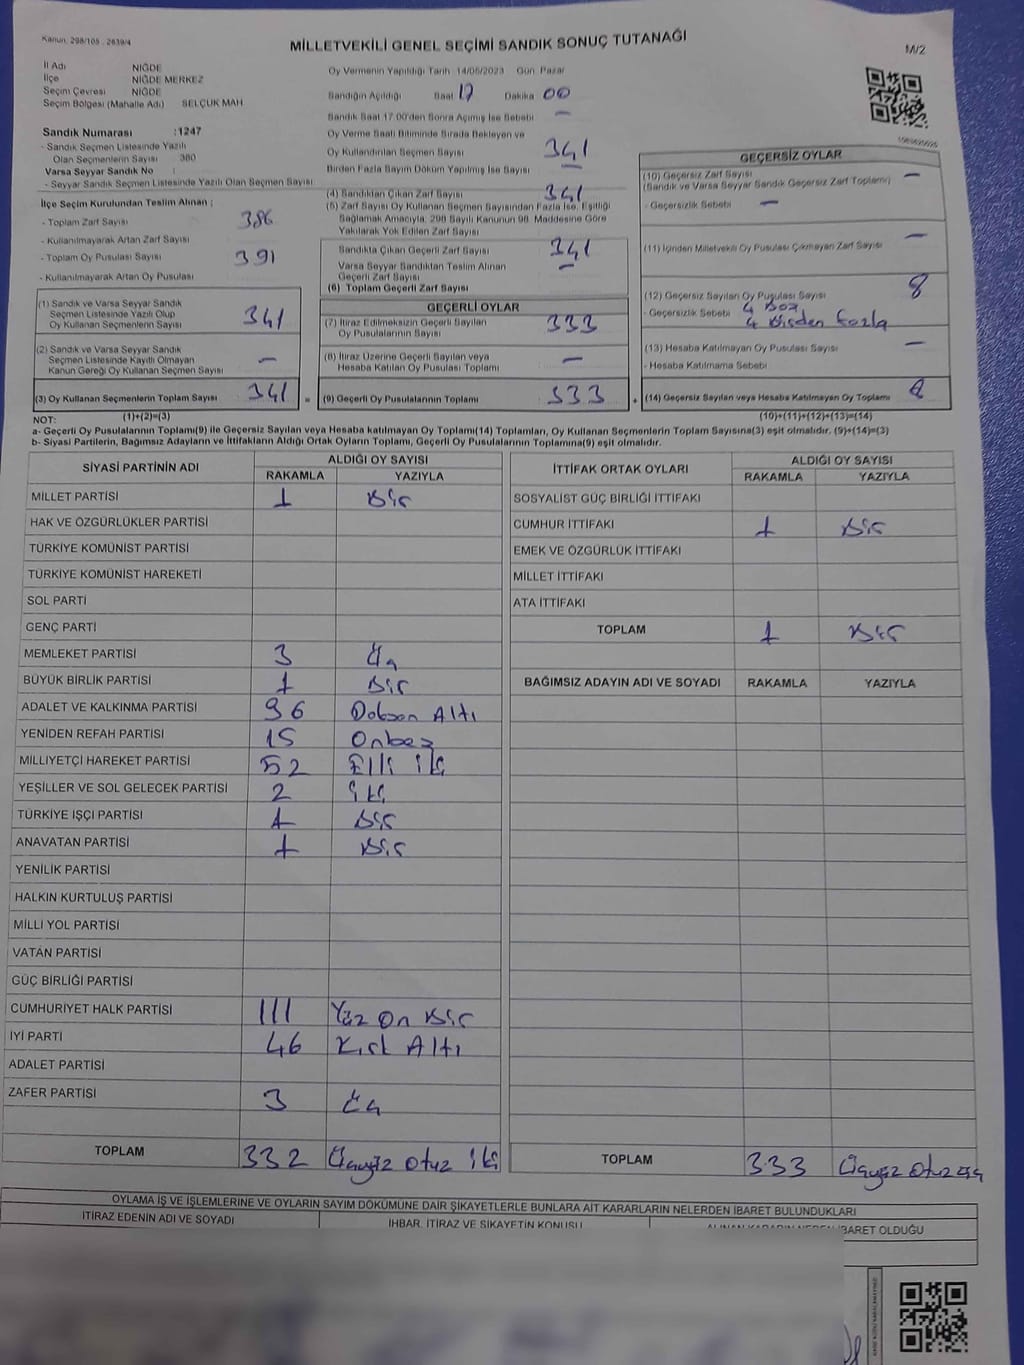 Kanun: 298/105 , 2839/4
MİLLETVEKİLİ GENEL SEÇİMİ SANDIK SONUÇ TUTANAĞI
M/2
İl Adı NİĞDE
İlçe NİĞDE MERKEZ
Seçim Çevresi NİĞDE
Seçim Bölgesi (Mahalle Adı) SELÇUK MAH
Sandık Numarası :1247
- Sandık Seçmen Listesinde Yazılı
Olan Seçmenlerin Sayısı 380
Varsa Seyyar Sandık No :
- Seyyar Sandık Seçmen Listesinde Yazılı Olan Seçmen Sayısı
İlçe Seçim Kurulundan Teslim Alınan ;
- Toplam Zarf Sayısı 386
- Kullanılmayarak Artan Zarf Sayısı
- Toplam Oy Pusulası Sayısı 391
- Kullanılmayarak Artan Oy Pusulası
(1) Sandık ve Varsa Seyyar Sandık
Seçmen Listesinde Yazılı Olup
Oy Kullanan Seçmenlerin Sayısı 341
(2) Sandık ve Varsa Seyyar Sandık
Seçmen Listesinde Kayıtlı Olmayan
Kanun Gereği Oy Kullanan Seçmen Sayısı –
(3) Oy Kullanan Seçmenlerin Toplam Sayısı 341 =
Oy Vermenin Yapıldığı Tarih 14/05/2023 Gün Pazar
Sandığın Açıldığı Saat 17 Dakika 00
Sandık Saat 17.00'den Sonra Açılmış İse Sebebi –
Oy Verme Saati Bitiminde Sırada Bekleyen ve
Oy Kullandırılan Seçmen Sayısı 341
Birden Fazla Sayım Döküm Yapılmış İse Sayısı –
(4) Sandıktan Çıkan Zarf Sayısı 341
(5) Zarf Sayısı Oy Kullanan Seçmen Sayısından Fazla İse, Eşitliği
Sağlamak Amacıyla, 298 Sayılı Kanunun 98. Maddesine Göre
Yakılarak Yok Edilen Zarf Sayısı
Sandıkta Çıkan Geçerli Zarf Sayısı 341
Varsa Seyyar Sandıktan Teslim Alınan
Geçerli Zarf Sayısı –
(6) Toplam Geçerli Zarf Sayısı
GEÇERLİ OYLAR
(7) İtiraz Edilmeksizin Geçerli Sayılan
Oy Pusulalarının Sayısı 333
(8) İtiraz Üzerine Geçerli Sayılan veya
Hesaba Katılan Oy Pusulası Toplamı –
(9) Geçerli Oy Pusulalarının Toplamı 333 +
GEÇERSİZ OYLAR
(10) Geçersiz Zarf Sayısı
(Sandık ve Varsa Seyyar Sandık Geçersiz Zarf Toplamı) –
- Geçersizlik Sebebi –
(11) İçinden Milletvekili Oy Pusulası Çıkmayan Zarf Sayısı –
(12) Geçersiz Sayılan Oy Pusulası Sayısı 8
- Geçersizlik Sebebi 4 Boz
4 Birden fazla
(13) Hesaba Katılmayan Oy Pusulası Sayısı –
- Hesaba Katılmama Sebebi
(14) Geçersiz Sayılan veya Hesaba Katılmayan Oy Toplamı 8
NOT: (1)+(2)=(3) (10)+(11)+(12)+(13)=(14)
a- Geçerli Oy Pusulalarının Toplamı(9) ile Geçersiz Sayılan veya Hesaba katılmayan Oy Toplamı(14) Toplamları, Oy Kullanan Seçmenlerin Toplam Sayısına(3) eşit olmalıdır. (9)+(14)=(3)
b- Siyasi Partilerin, Bağımsız Adayların ve İttifakların Aldığı Ortak Oyların Toplamı, Geçerli Oy Pusulalarının Toplamına(9) eşit olmalıdır.
SİYASİ PARTİNİN ADI ALDIĞI OY SAYISI
RAKAMLA YAZIYLA
MİLLET PARTİSİ 1 Bir
HAK VE ÖZGÜRLÜKLER PARTİSİ
TÜRKİYE KOMÜNİST PARTİSİ
TÜRKİYE KOMÜNİST HAREKETİ
SOL PARTİ
GENÇ PARTİ
MEMLEKET PARTİSİ 3 Üç
BÜYÜK BİRLİK PARTİSİ 1 Bir
ADALET VE KALKINMA PARTİSİ 96 Doksan Altı
YENİDEN REFAH PARTİSİ 15 Onbeş
MİLLİYETÇİ HAREKET PARTİSİ 52 Elli iki
YEŞİLLER VE SOL GELECEK PARTİSİ 2 iki
TÜRKİYE İŞÇİ PARTİSİ 1 Bir
ANAVATAN PARTİSİ 1 Bir
YENİLİK PARTİSİ
HALKIN KURTULUŞ PARTİSİ
MİLLİ YOL PARTİSİ
VATAN PARTİSİ
GÜÇ BİRLİĞİ PARTİSİ
CUMHURİYET HALK PARTİSİ 111 Yüz On Bir
İYİ PARTİ 46 Kırk Altı
ADALET PARTİSİ
ZAFER PARTİSİ 3 Üç
TOPLAM 332 Üçyüz Otuz iki
İTTİFAK ORTAK OYLARI ALDIĞI OY SAYISI
RAKAMLA YAZIYLA
SOSYALİST GÜÇ BİRLİĞİ İTTİFAKI
CUMHUR İTTİFAKI 1 Bir
EMEK VE ÖZGÜRLÜK İTTİFAKI
MİLLET İTTİFAKI
ATA İTTİFAKI
TOPLAM 1 Bir
BAĞIMSIZ ADAYIN ADI VE SOYADI RAKAMLA YAZIYLA
TOPLAM 333 Üçyüz Otuz üç
OYLAMA İŞ VE İŞLEMLERİNE VE OYLARIN SAYIM DÖKÜMÜNE DAİR ŞİKAYETLERLE BUNLARA AİT KARARLARIN NELERDEN İBARET BULUNDUKLARI
İTİRAZ EDENİN ADI VE SOYADI İHBAR, İTİRAZ VE ŞİKAYETİN KONUSU ALINAN KARARIN NEDEN İBARET OLDUĞU